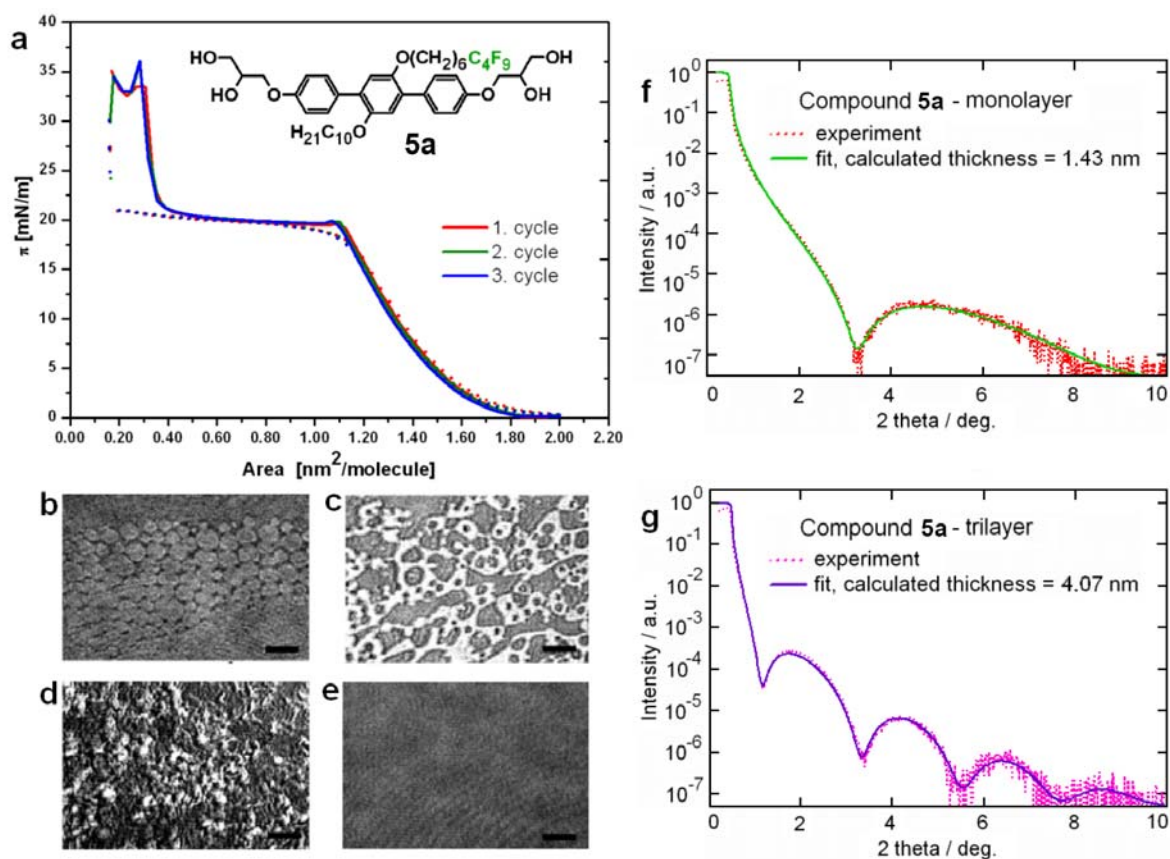 a
π [mN/m]
40
35
30
25
20
15
10
5
0
0.00 0.20 0.40 0.60 0.80 1.00 1.20 1.40 1.60 1.80 2.00 2.20
Area [nm²/molecule]
HO
HO
O
O(CH₂)₆C₄F₉
H₂₁C₁₀O
O
OH
OH
5a
1. cycle
2. cycle
3. cycle
b
c
d
e
f
Compound 5a - monolayer
experiment
fit, calculated thickness = 1.43 nm
Intensity / a.u.
10⁰
10⁻¹
10⁻²
10⁻³
10⁻⁴
10⁻⁵
10⁻⁶
10⁻⁷
0 2 4 6 8 10
2 theta / deg.
g
Compound 5a - trilayer
experiment
fit, calculated thickness = 4.07 nm
Intensity / a.u.
10⁰
10⁻¹
10⁻²
10⁻³
10⁻⁴
10⁻⁵
10⁻⁶
10⁻⁷
0 2 4 6 8 10
2 theta / deg.